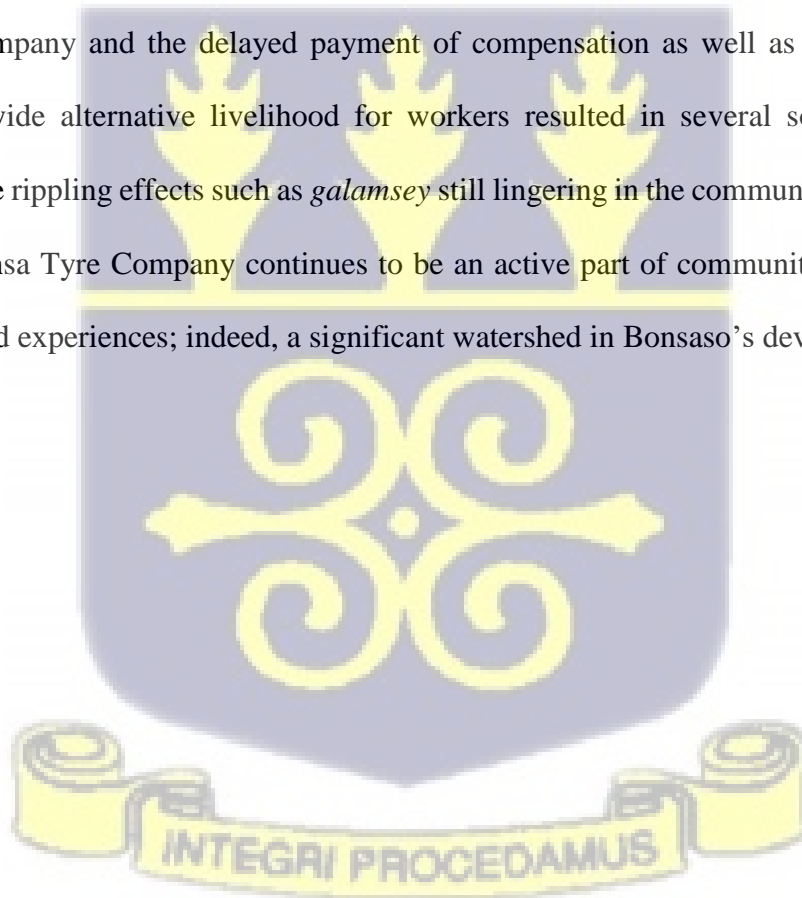 mpany and the delayed payment of compensation as well as
vide alternative livelihood for workers resulted in several
e rippling effects such as galamsey still lingering in the commun
nsa Tyre Company continues to be an active part of communit
d experiences; indeed, a significant watershed in Bonsaso's dev
INTEGRI PROCEDAMUS